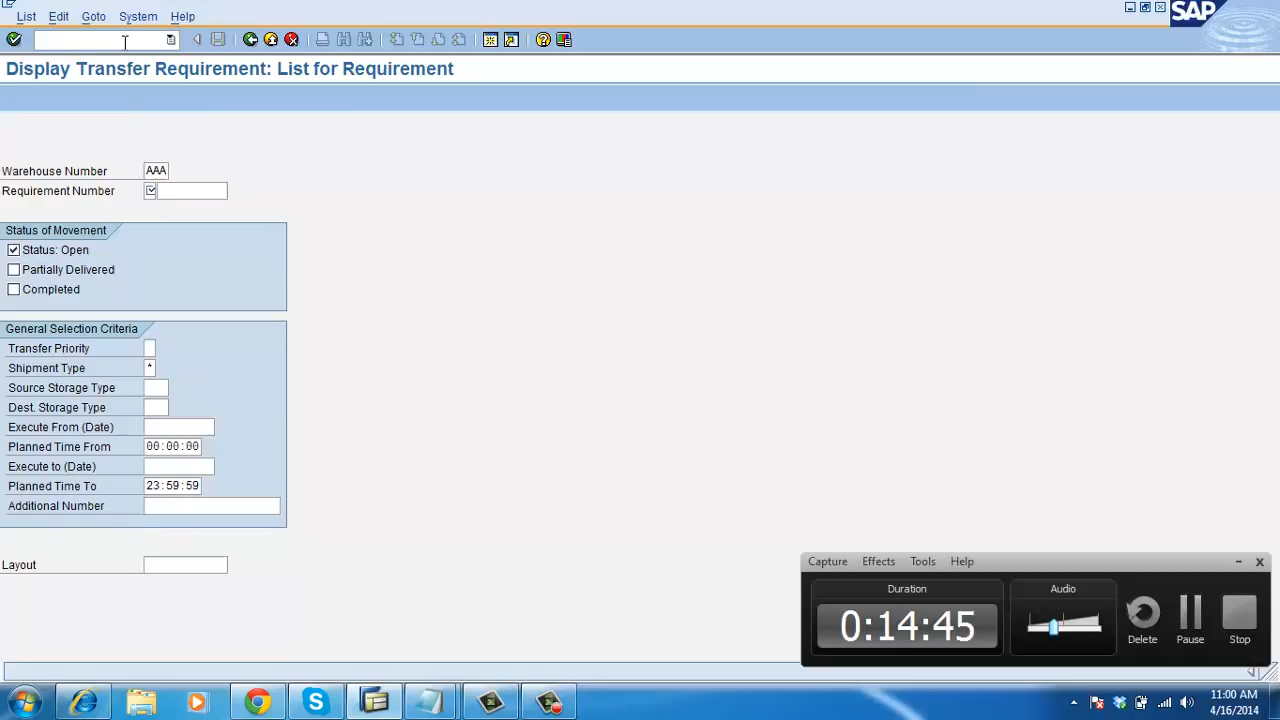 List Edit Goto System Help
SAP
Display Transfer Requirement: List for Requirement
Warehouse Number AAA
Requirement Number
Status of Movement
Status: Open
Partially Delivered
Completed
General Selection Criteria
Transfer Priority
Shipment Type *
Source Storage Type
Dest. Storage Type
Execute From (Date)
Planned Time From 00:00:00
Execute to (Date)
Planned Time To 23:59:59
Additional Number
Layout
Capture Effects Tools Help
Duration Audio
0:14:45
Delete Pause Stop
11:00 AM
4/16/2014